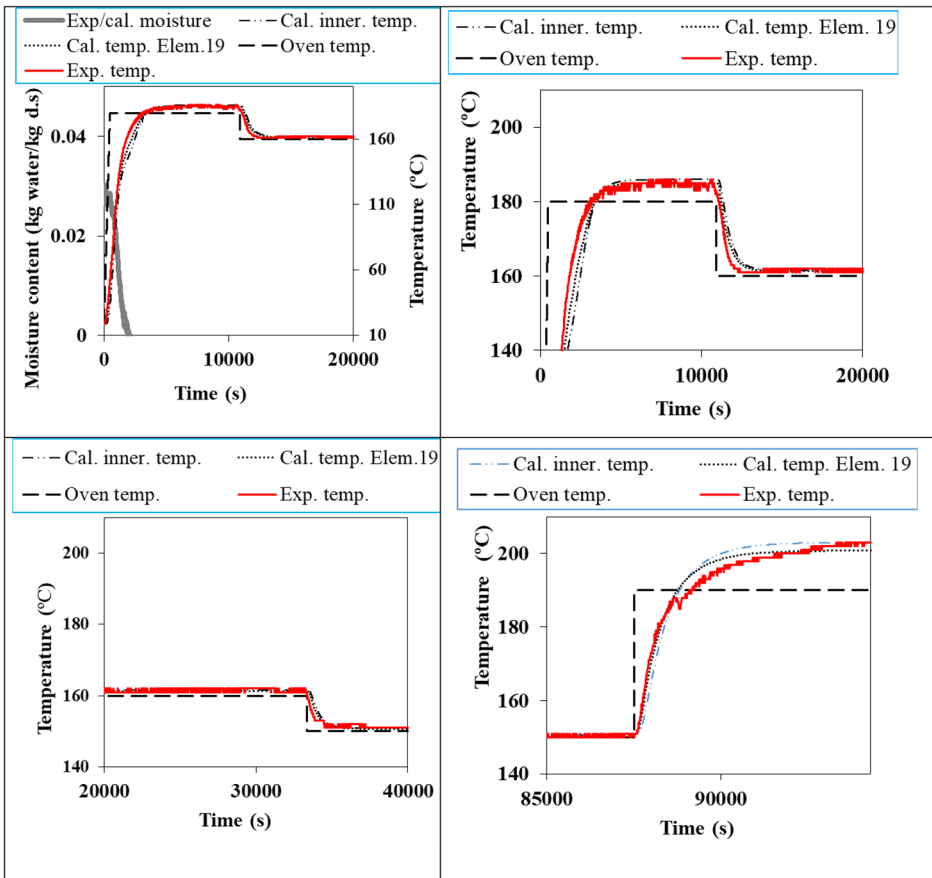 Exp/cal. moisture Cal. inner. temp.
Cal. temp. Elem.19 Oven temp.
Exp. temp.
Moisture content (kg water/kg d.s)
0.04
0.02
0
160
110
60
10
Temperature (ºC)
0 10000 20000
Time (s)
Cal. inner. temp. Cal. temp. Elem. 19
Oven temp. Exp. temp.
Temperature (ºC)
200
180
160
140
0 10000 20000
Time (s)
Cal. inner. temp. Cal. temp. Elem.19
Oven temp. Exp. temp.
Temperature (ºC)
200
180
160
140
20000 30000 40000
Time (s)
Cal. inner. temp. Cal. temp. Elem. 19
Oven temp. Exp. temp.
Temperature (ºC)
200
180
160
140
85000 90000
Time (s)